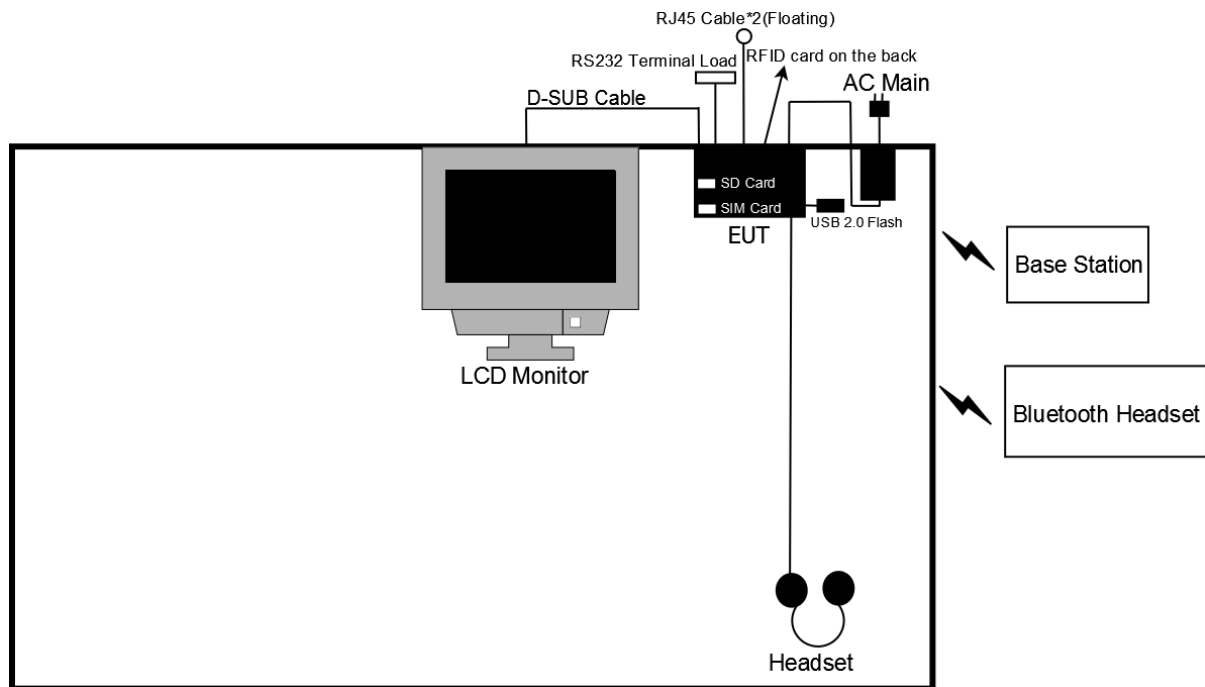 RJ45 Cable*2(Floating)
RS232 Terminal Load
RFID card on the back
AC Main
D-SUB Cable
SD Card
SIM Card
USB 2.0 Flash
EUT
Base Station
LCD Monitor
Bluetooth Headset
Headset